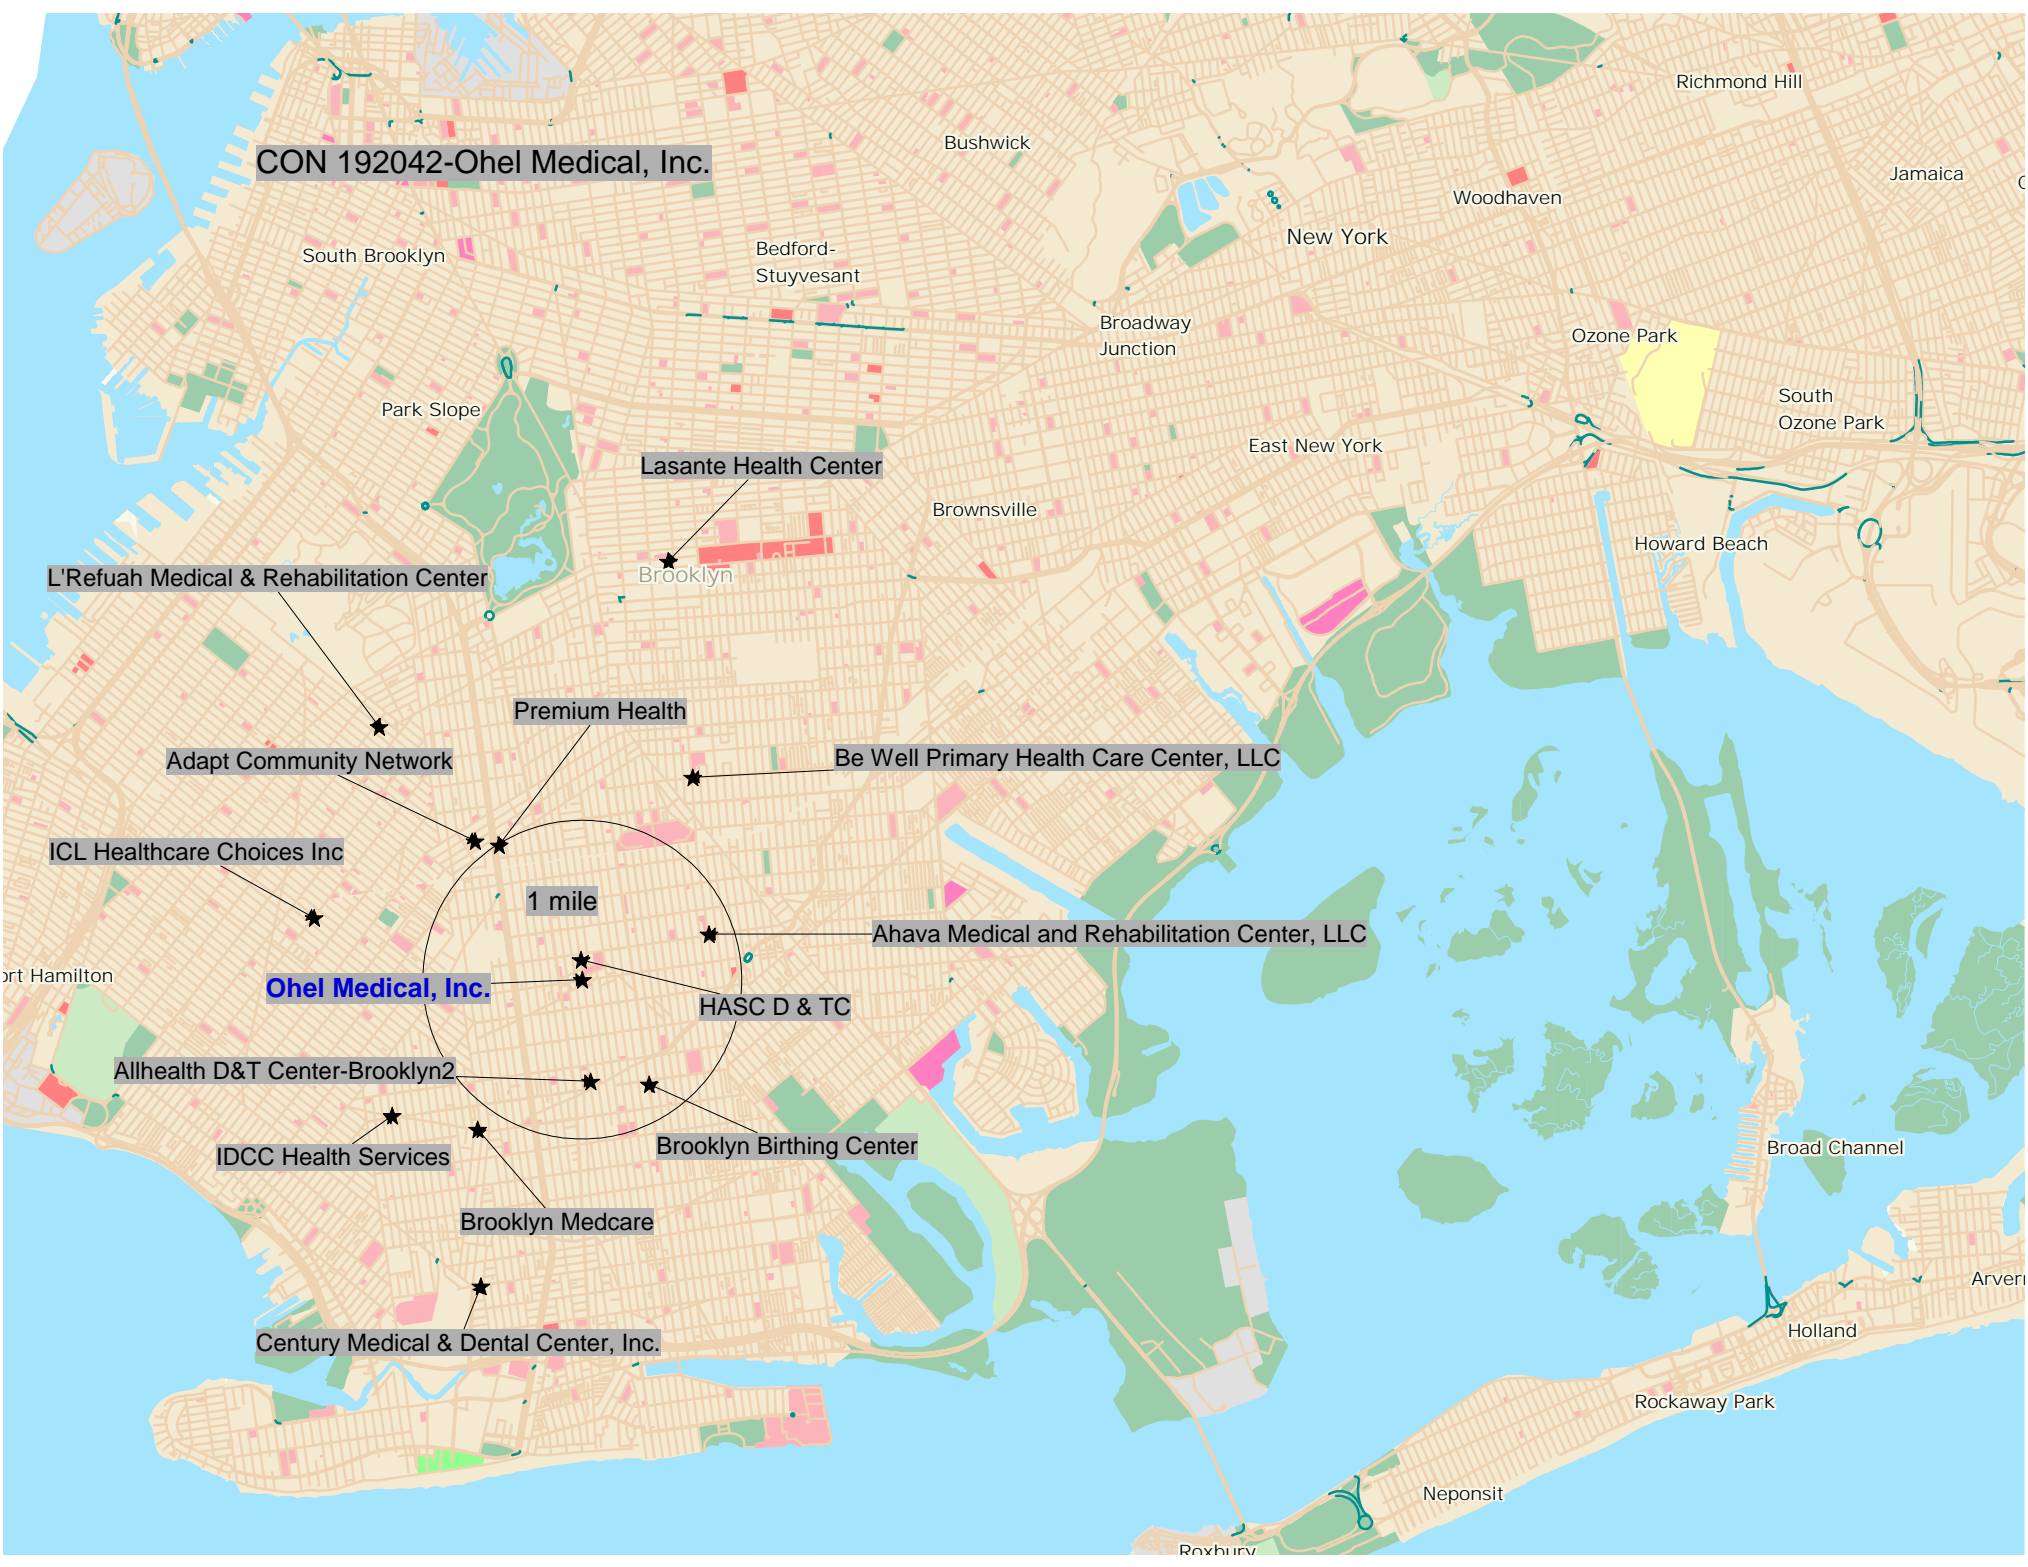 Richmond Hill
Bushwick
CON 192042-Ohel Medical, Inc.
Jamaica
Woodhaven
New York
South Brooklyn
Bedford-
Stuyvesant
Broadway
Junction
Ozone Park
South
Ozone Park
Park Slope
East New York
Lasante Health Center
Brownsville
Howard Beach
Brooklyn
L'Refuah Medical & Rehabilitation Center
Premium Health
Adapt Community Network
Be Well Primary Health Care Center, LLC
ICL Healthcare Choices Inc
1 mile
Ahava Medical and Rehabilitation Center, LLC
ort Hamilton
Ohel Medical, Inc.
HASC D & TC
Allhealth D&T Center-Brooklyn2
Brooklyn Birthing Center
IDCC Health Services
Broad Channel
Brooklyn Medcare
Arver
Century Medical & Dental Center, Inc.
Holland
Rockaway Park
Neponsit
Roxbury